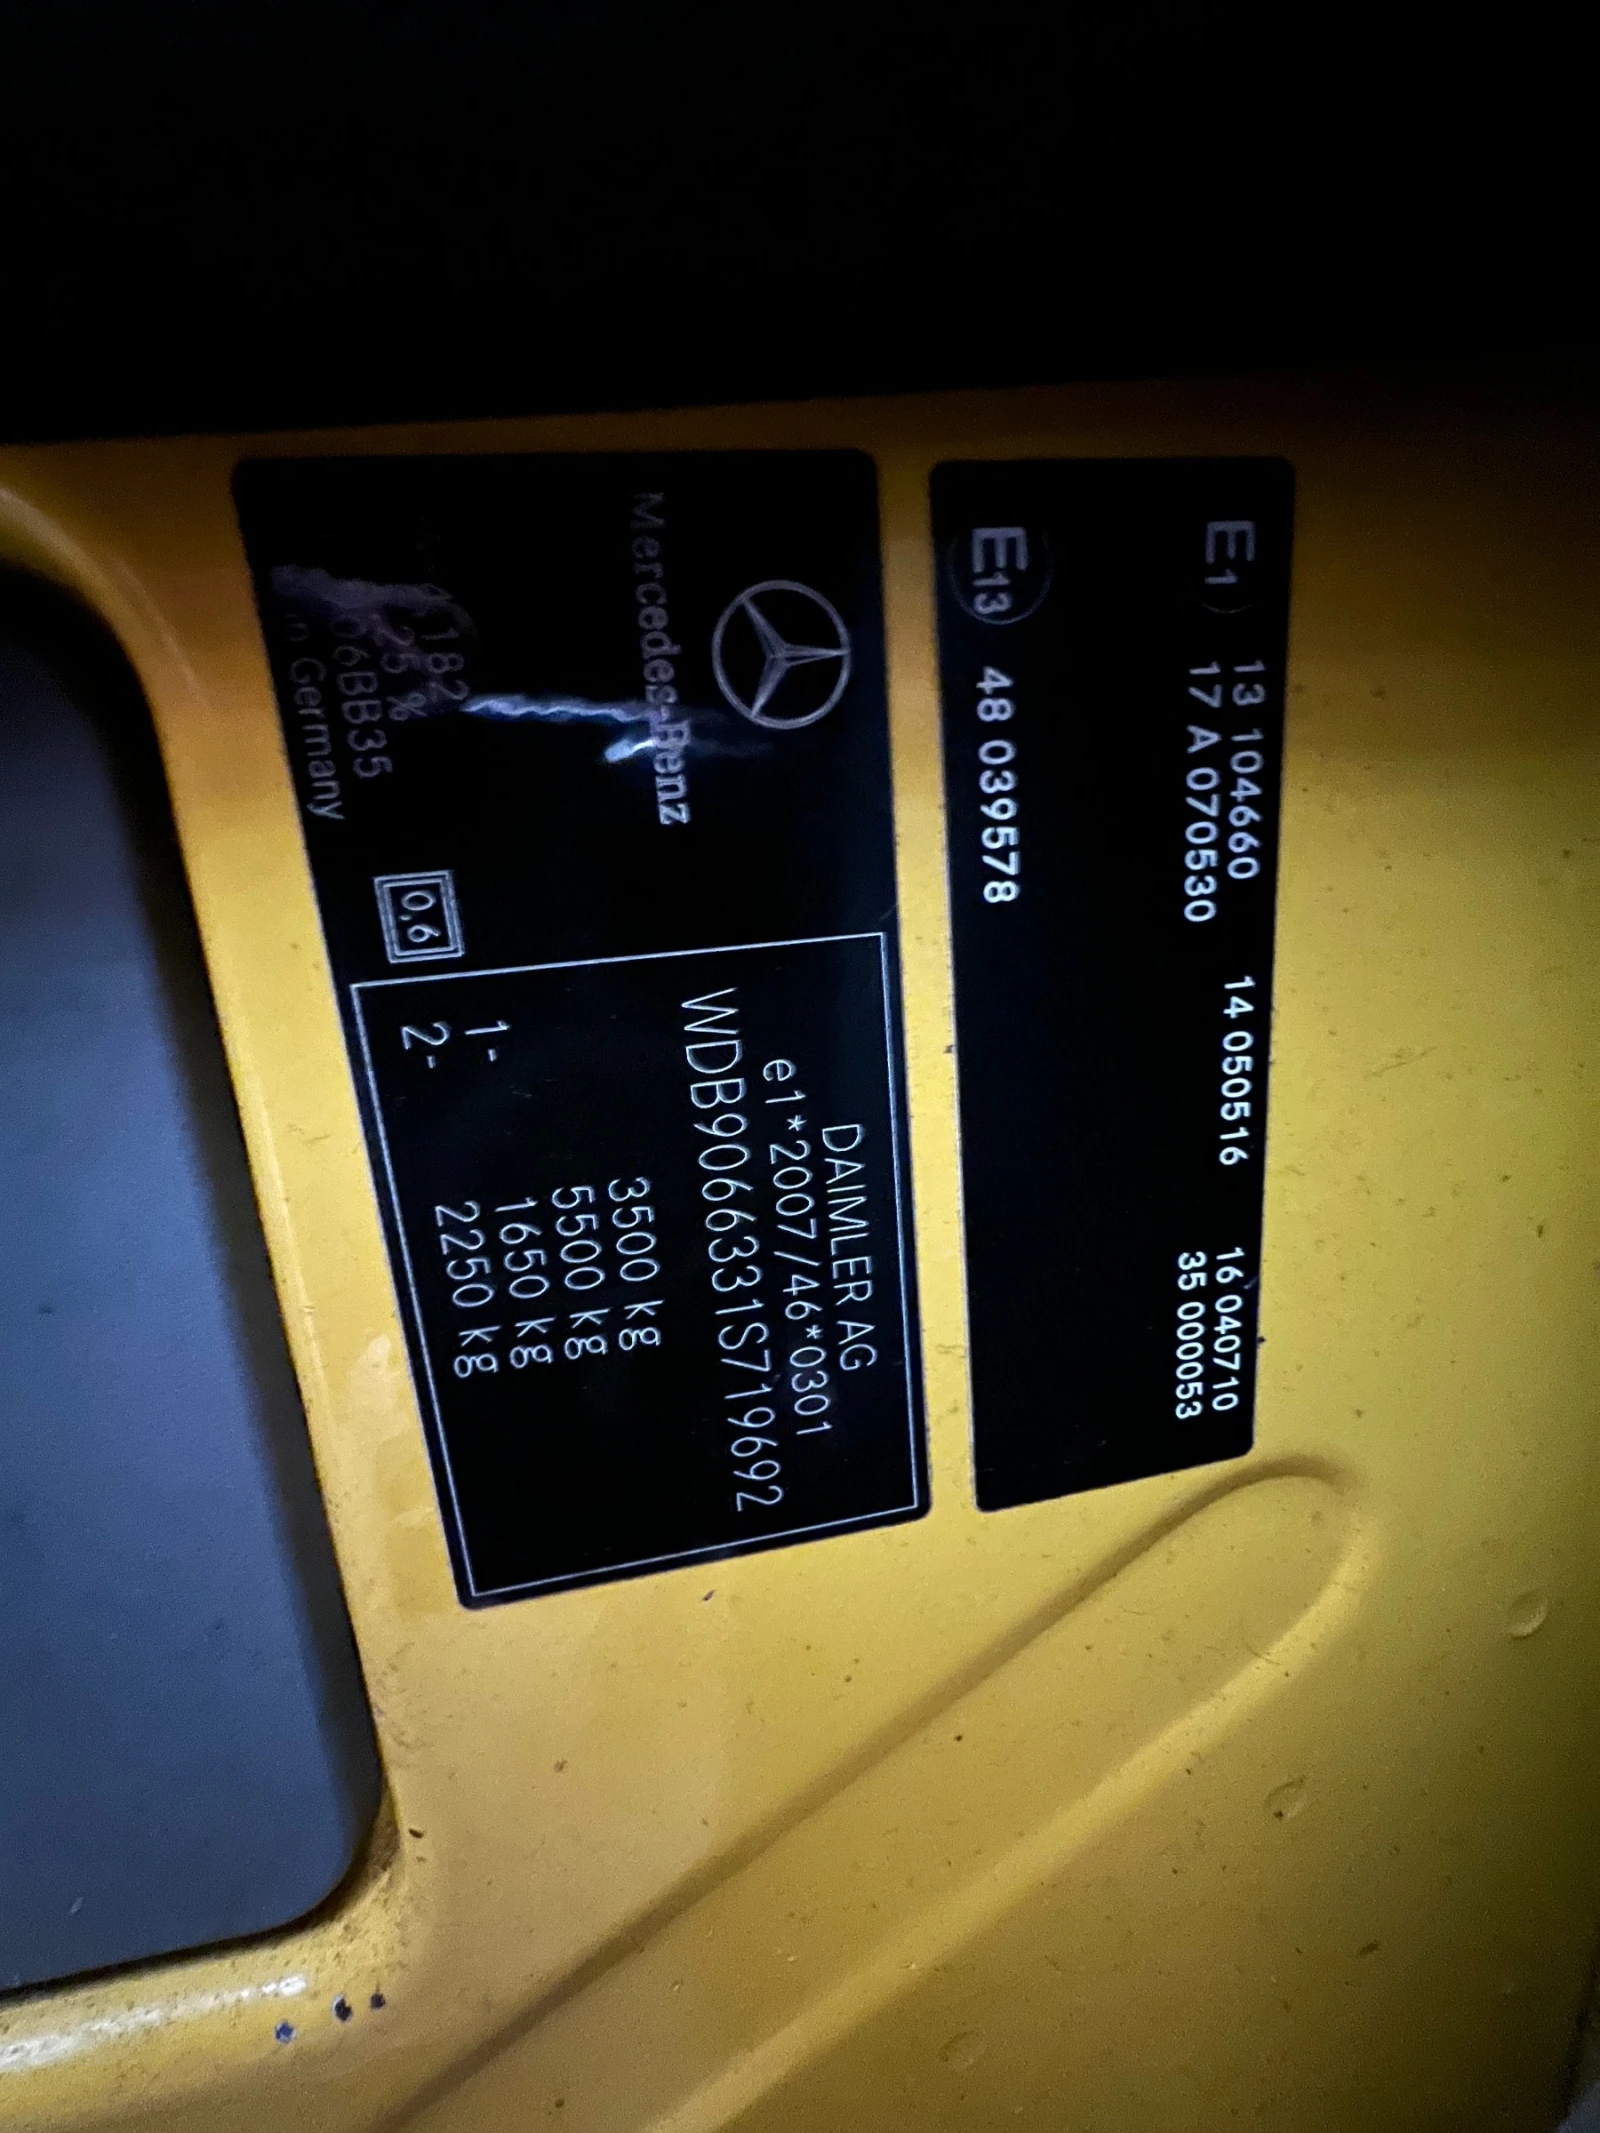 E1 13 104660 14 050516 16 040710
17 A 070530 35 000053
E13 48 039578
Mercedes-Benz
182
25 %
06BB35
in Germany
0,6
DAIMLER AG
e1*2007/46*0301
WDB9066331S719692
3500 kg
5500 kg
1- 1650 kg
2- 2250 kg